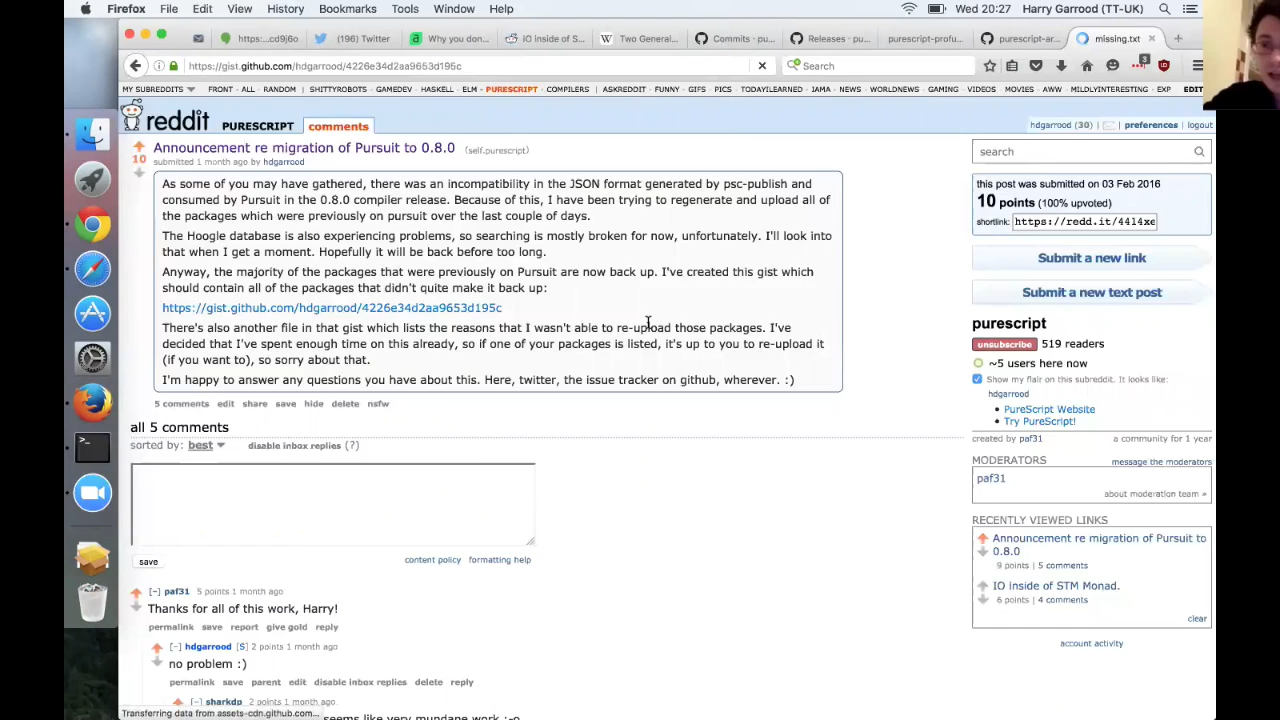 Firefox File Edit View History Bookmarks Tools Window Help Wed 20:27 Harry Garrood (TT-UK)
https:...cd9j6o (196) Twitter Why you don... IO inside of S... Two General... Commits · pu... Releases · pu... purescript-profu... purescript-ar... missing.txt
https://gist.github.com/hdgarrood/4226e34d2aa9653d195c Search 3
MY SUBREDDITS FRONT - ALL - RANDOM | SHITTYROBOTS - GAMEDEV - HASKELL - ELM - PURESCRIPT - COMPILERS | ASKREDDIT - FUNNY - GIFS - PICS - TODAYILEARNED - IAMA - NEWS - WORLDNEWS - GAMING - VIDEOS - MOVIES - AWW - MILDLYINTERESTING - EXP EDIT
reddit PURESCRIPT comments
hdgarrood (30) | | preferences | logout
Announcement re migration of Pursuit to 0.8.0 (self.purescript)
10 submitted 1 month ago by hdgarrood
As some of you may have gathered, there was an incompatibility in the JSON format generated by psc-publish and
consumed by Pursuit in the 0.8.0 compiler release. Because of this, I have been trying to regenerate and upload all of
the packages which were previously on pursuit over the last couple of days.
The Hoogle database is also experiencing problems, so searching is mostly broken for now, unfortunately. I'll look into
that when I get a moment. Hopefully it will be back before too long.
Anyway, the majority of the packages that were previously on Pursuit are now back up. I've created this gist which
should contain all of the packages that didn't quite make it back up:
https://gist.github.com/hdgarrood/4226e34d2aa9653d195c
There's also another file in that gist which lists the reasons that I wasn't able to re-upload those packages. I've
decided that I've spent enough time on this already, so if one of your packages is listed, it's up to you to re-upload it
(if you want to), so sorry about that.
I'm happy to answer any questions you have about this. Here, twitter, the issue tracker on github, wherever. :)
5 comments edit share save hide delete nsfw
all 5 comments
sorted by: best disable inbox replies (?)
save content policy formatting help
[-] paf31 5 points 1 month ago
Thanks for all of this work, Harry!
permalink save report give gold reply
[-] hdgarrood [S] 2 points 1 month ago
no problem :)
permalink save parent edit disable inbox replies delete reply
[-] sharkdp 2 points 1 month ago
seems like very mundane work :-o
Transferring data from assets-cdn.github.com...
search
this post was submitted on 03 Feb 2016
10 points (100% upvoted)
shortlink: https://redd.it/4414xe
Submit a new link
Submit a new text post
purescript
unsubscribe 519 readers
~5 users here now
Show my flair on this subreddit. It looks like:
hdgarrood
• PureScript Website
• Try PureScript!
created by paf31 a community for 1 year
MODERATORS message the moderators
paf31
about moderation team »
RECENTLY VIEWED LINKS
Announcement re migration of Pursuit to
0.8.0
9 points | 5 comments
IO inside of STM Monad.
6 points | 4 comments
clear
account activity